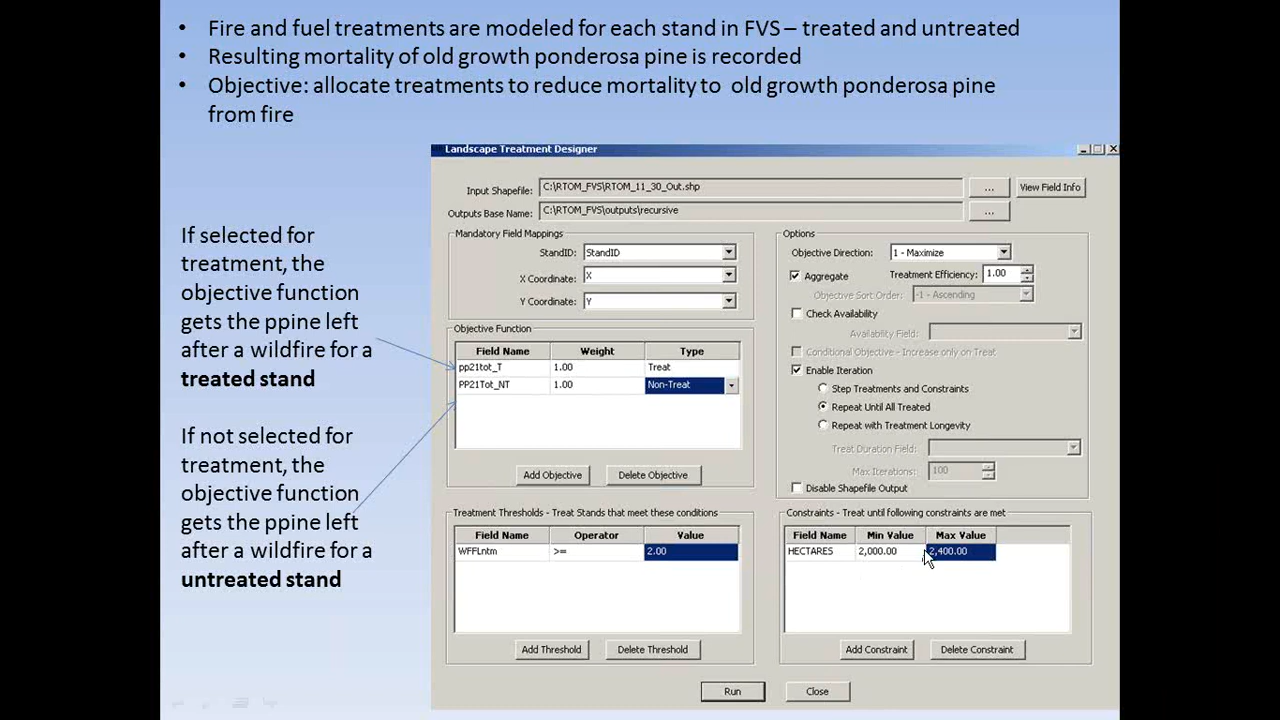 • Fire and fuel treatments are modeled for each stand in FVS – treated and untreated
• Resulting mortality of old growth ponderosa pine is recorded
• Objective: allocate treatments to reduce mortality to old growth ponderosa pine
from fire
If selected for
treatment, the
objective function
gets the ppine left
after a wildfire for a
treated stand
If not selected for
treatment, the
objective function
gets the ppine left
after a wildfire for a
untreated stand
Landscape Treatment Designer
Input Shapefile: C:\RTOM_FVS\RTOM_11_30_Out.shp ... View Field Info
Outputs Base Name: C:\RTOM_FVS\outputs\recursive ...
Mandatory Field Mappings
StandID: StandID
X Coordinate: X
Y Coordinate: Y
Objective Function
Field Name Weight Type
pp21tot_T 1.00 Treat
PP21Tot_NT 1.00 Non-Treat
Add Objective Delete Objective
Treatment Thresholds - Treat Stands that meet these conditions
Field Name Operator Value
WFFLntm >= 2.00
Add Threshold Delete Threshold
Options
Objective Direction: 1 - Maximize
Aggregate Treatment Efficiency: 1.00
Objective Sort Order: -1 - Ascending
Check Availability
Availability Field:
Conditional Objective - Increase only on Treat
Enable Iteration
Step Treatments and Constraints
Repeat Until All Treated
Repeat with Treatment Longevity
Treat Duration Field:
Max Iterations: 100
Disable Shapefile Output
Constraints - Treat until following constraints are met
Field Name Min Value Max Value
HECTARES 2,000.00 2,400.00
Add Constraint Delete Constraint
Run Close